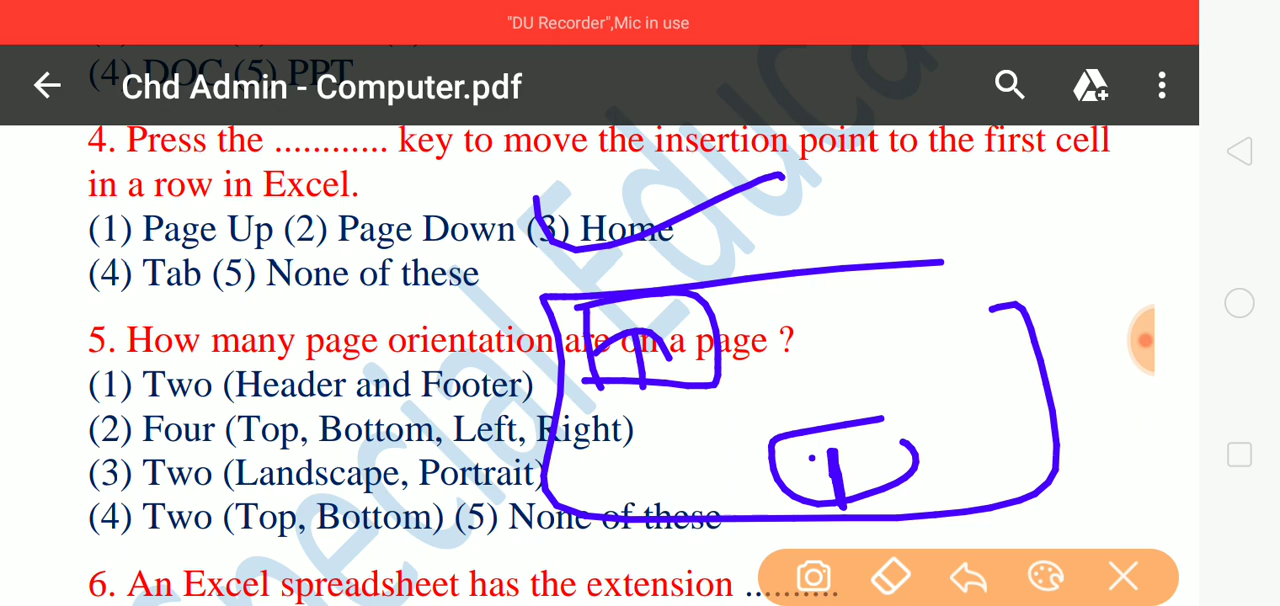 "DU Recorder",Mic in use
(4) DOC (5) PPT
Chd Admin - Computer.pdf
4. Press the ............ key to move the insertion point to the first cell
in a row in Excel.
(1) Page Up (2) Page Down (3) Home
(4) Tab (5) None of these
5. How many page orientation are on a page ?
(1) Two (Header and Footer)
(2) Four (Top, Bottom, Left, Right)
(3) Two (Landscape, Portrait)
(4) Two (Top, Bottom) (5) None of these
6. An Excel spreadsheet has the extension ..........